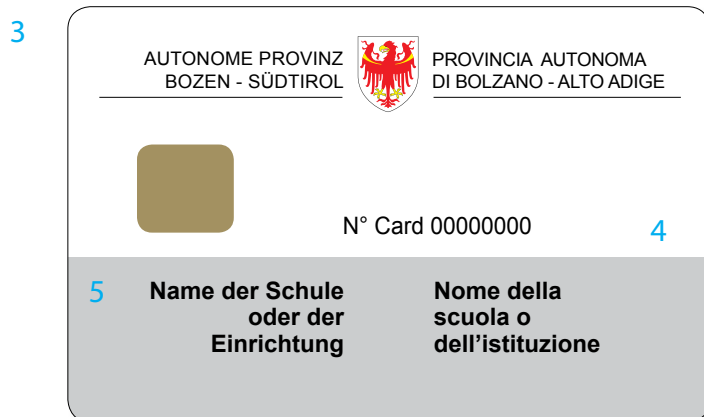 3
AUTONOME PROVINZ
BOZEN - SÜDTIROL
PROVINCIA AUTONOMA
DI BOLZANO - ALTO ADIGE
N° Card 00000000
4
5
Name der Schule
oder der
Einrichtung
Nome della
scuola o
dell'istituzione